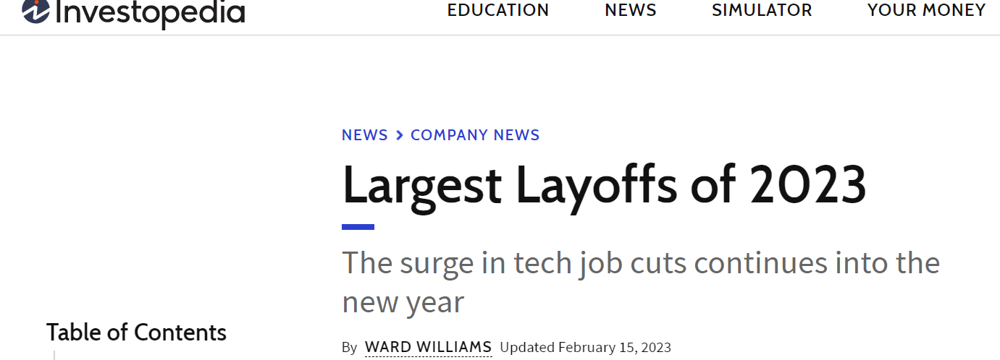 Investopedia
EDUCATION NEWS SIMULATOR YOUR MONEY
NEWS > COMPANY NEWS
Largest Layoffs of 2023
The surge in tech job cuts continues into the
new year
Table of Contents
By WARD WILLIAMS Updated February 15, 2023